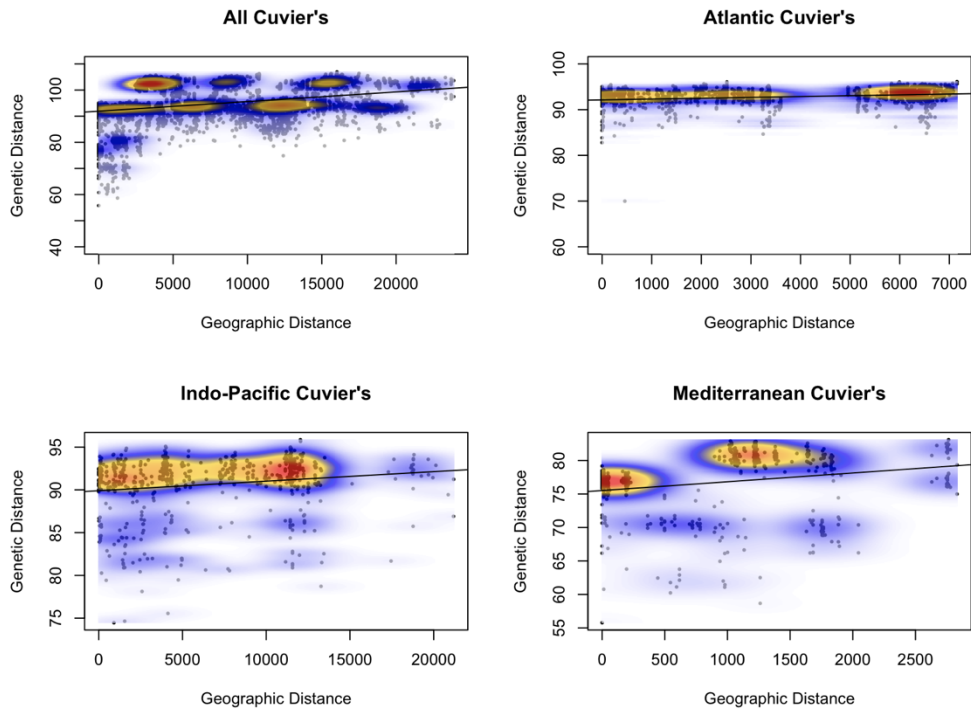 All Cuvier's
Genetic Distance
40 60 80 100
0 5000 10000 15000 20000
Geographic Distance
Atlantic Cuvier's
Genetic Distance
60 70 80 90 100
0 1000 2000 3000 4000 5000 6000 7000
Geographic Distance
Indo-Pacific Cuvier's
Genetic Distance
75 80 85 90 95
0 5000 10000 15000 20000
Geographic Distance
Mediterranean Cuvier's
Genetic Distance
55 60 65 70 75 80
0 500 1000 1500 2000 2500
Geographic Distance